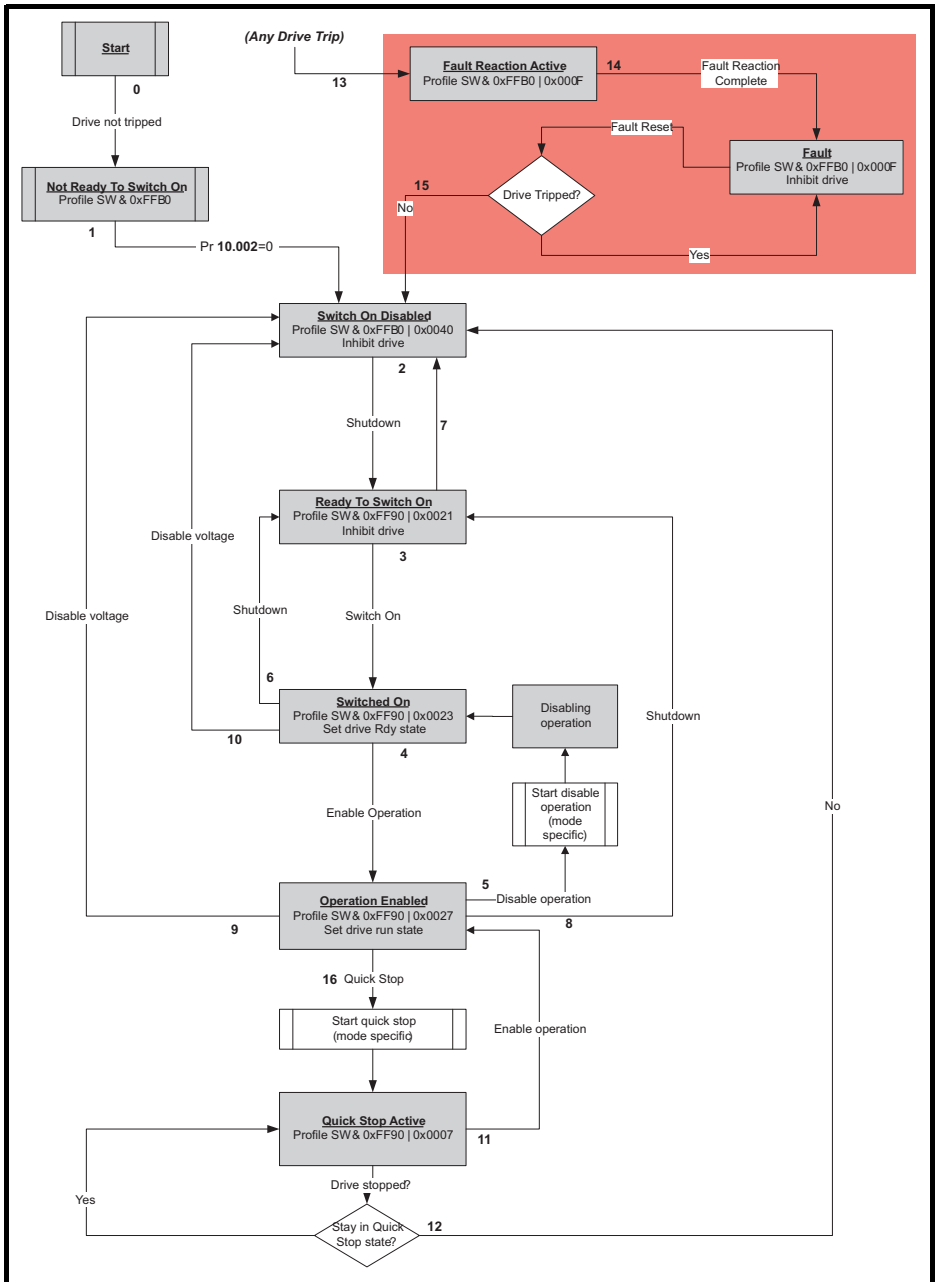 Start
0
Drive not tripped
Not Ready To Switch On
Profile SW & 0xFFB0
1
Pr 10.002=0
(Any Drive Trip)
13
Fault Reaction Active
Profile SW & 0xFFB0 | 0x000F
14
Fault Reaction
Complete
Fault Reset
Fault
Profile SW & 0xFFB0 | 0x000F
Inhibit drive
Drive Tripped?
15
No
Yes
Switch On Disabled
Profile SW & 0xFFB0 | 0x0040
Inhibit drive
2
Shutdown
7
Ready To Switch On
Profile SW & 0xFF90 | 0x0021
Inhibit drive
3
Disable voltage
Disable voltage
Shutdown
Switch On
6
Switched On
Profile SW & 0xFF90 | 0x0023
Set drive Rdy state
4
10
Disabling
operation
Shutdown
Start disable
operation
(mode
specific)
No
Enable Operation
5
Disable operation
Operation Enabled
Profile SW & 0xFF90 | 0x0027
Set drive run state
9
8
16 Quick Stop
Start quick stop
(mode specific)
Enable operation
Quick Stop Active
Profile SW & 0xFF90 | 0x0007
11
Drive stopped?
Yes
Stay in Quick
Stop state?
12